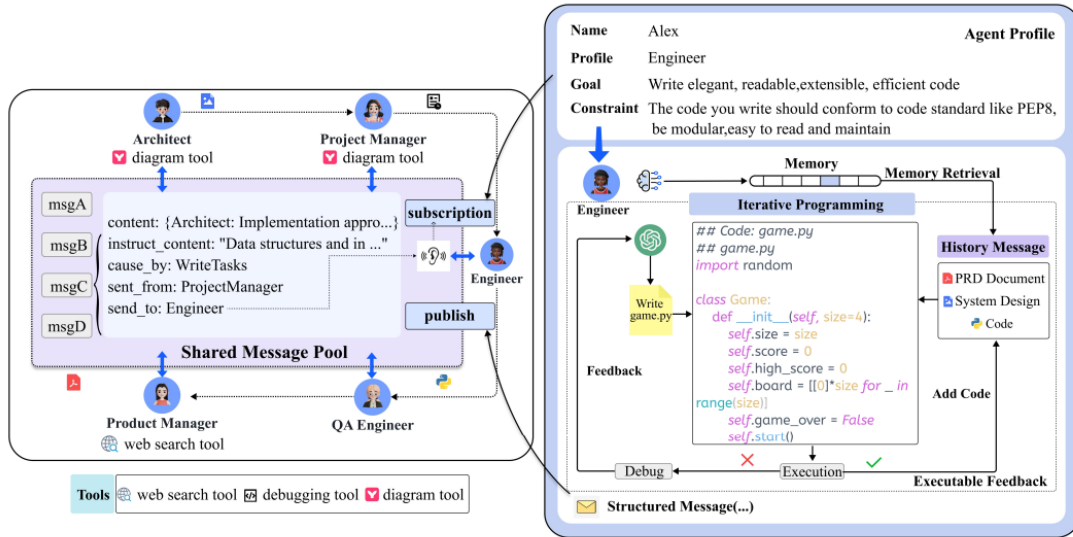 Architect
diagram tool
Project Manager
diagram tool
msgA
msgB
msgC
msgD
content: {Architect: Implementation appro...}
instruct_content: "Data structures and in ..."
cause_by: WriteTasks
sent_from: ProjectManager
send_to: Engineer
subscription
Engineer
publish
Shared Message Pool
Product Manager
web search tool
QA Engineer
Tools
web search tool
debugging tool
diagram tool
Agent Profile
Name Alex
Profile Engineer
Goal Write elegant, readable,extensible, efficient code
Constraint The code you write should conform to code standard like PEP8,
be modular,easy to read and maintain
Engineer
Memory
Memory Retrieval
Iterative Programming
Write
game.py
## Code: game.py
## game.py
import random
class Game:
def __init__(self, size=4):
self.size = size
self.score = 0
self.high_score = 0
self.board = [[0]*size for _ in
range(size)]
self.game_over = False
self.start()
History Message
PRD Document
System Design
Code
Feedback
Add Code
Debug
Execution
Executable Feedback
Structured Message(...)